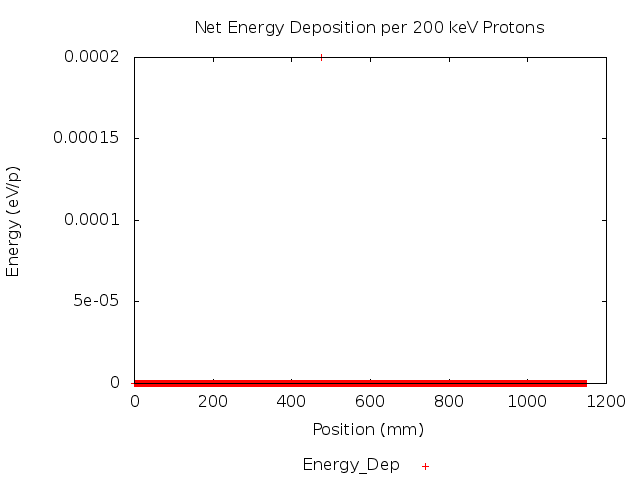 Net Energy Deposition per 200 keV Protons
0.0002
0.00015
0.0001
5e-05
0
Energy (eV/p)
0 200 400 600 800 1000 1200
Position (mm)
Energy_Dep